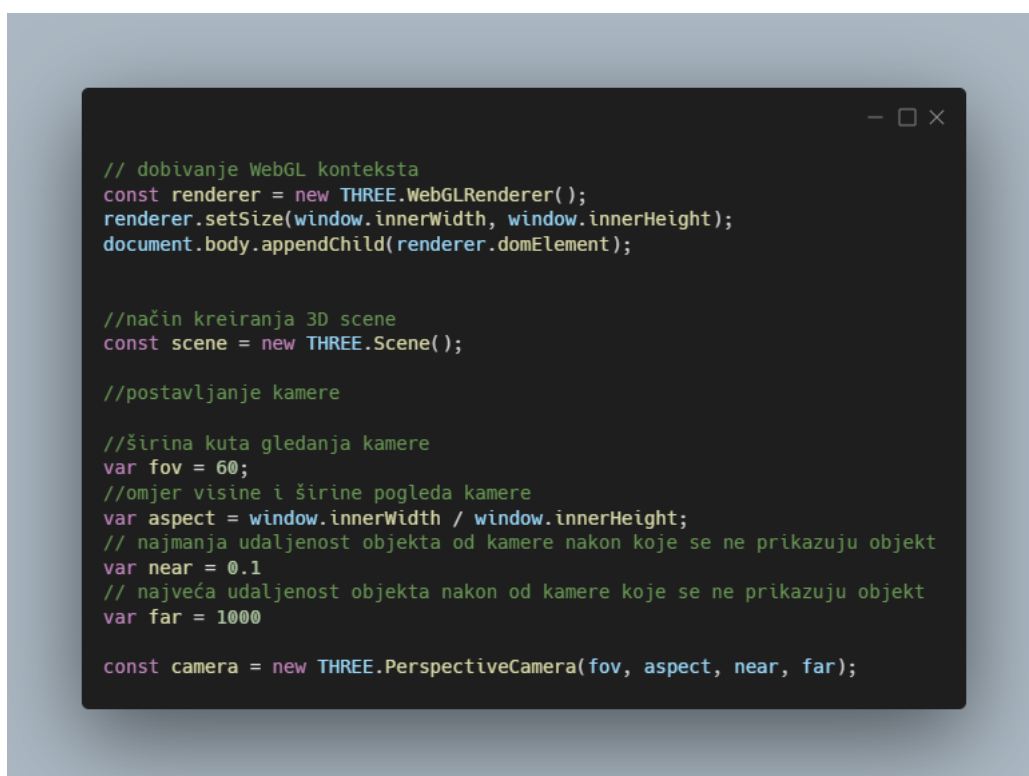 // dobivanje WebGL konteksta
const renderer = new THREE.WebGLRenderer();
renderer.setSize(window.innerWidth, window.innerHeight);
document.body.appendChild(renderer.domElement);
//način kreiranja 3D scene
const scene = new THREE.Scene();
//postavljanje kamere
//širina kuta gledanja kamere
var fov = 60;
//omjer visine i širine pogleda kamere
var aspect = window.innerWidth / window.innerHeight;
// najmanja udaljenost objekta od kamere nakon koje se ne prikazuju objekt
var near = 0.1
// najveća udaljenost objekta nakon od kamere koje se ne prikazuju objekt
var far = 1000
const camera = new THREE.PerspectiveCamera(fov, aspect, near, far);